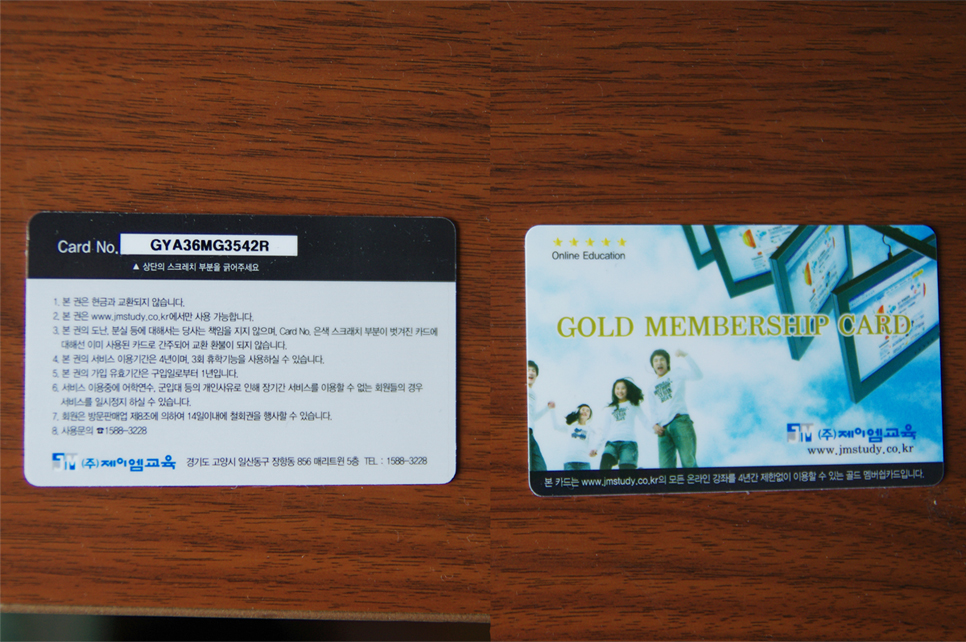 Card No. GYA36MG3542R
▲ 상단의 스크레치 부분을 긁어주세요
1. 본 권은 현금과 교환되지 않습니다.
2. 본 권은 www.jmstudy.co.kr에서만 사용 가능합니다.
3. 본 권의 도난, 분실 등에 대해서는 당사는 책임을 지지 않으며, Card No. 은색 스크레치 부분이 벗겨진 카드에
대해선 이미 사용된 카드로 간주되어 교환 환불이 되지 않습니다.
4. 본 권의 서비스 이용기간은 4년이며, 3회 휴학기능을 사용하실 수 있습니다.
5. 본 권의 가입 유효기간은 구입일로부터 1년입니다.
6. 서비스 이용중에 어학연수, 군입대 등의 개인사유로 인해 장기간 서비스를 이용할 수 없는 회원들의 경우
서비스를 일시정지 하실 수 있습니다.
7. 회원은 방문판매업 제8조에 의하여 14일이내에 철회권을 행사할 수 있습니다.
8. 사용문의 ☎1588-3228
JM (주)제이엠교육 경기도 고양시 일산동구 장항동 856 애리트윈 5층 TEL : 1588-3228
★★★★★
Online Education
GOLD MEMBERSHIP CARD
JM (주)제이엠교육
www.jmstudy.co.kr
본 카드는 www.jmstudy.co.kr의 모든 온라인 강좌를 4년간 제한없이 이용할 수 있는 골드 멤버쉽카드입니다.